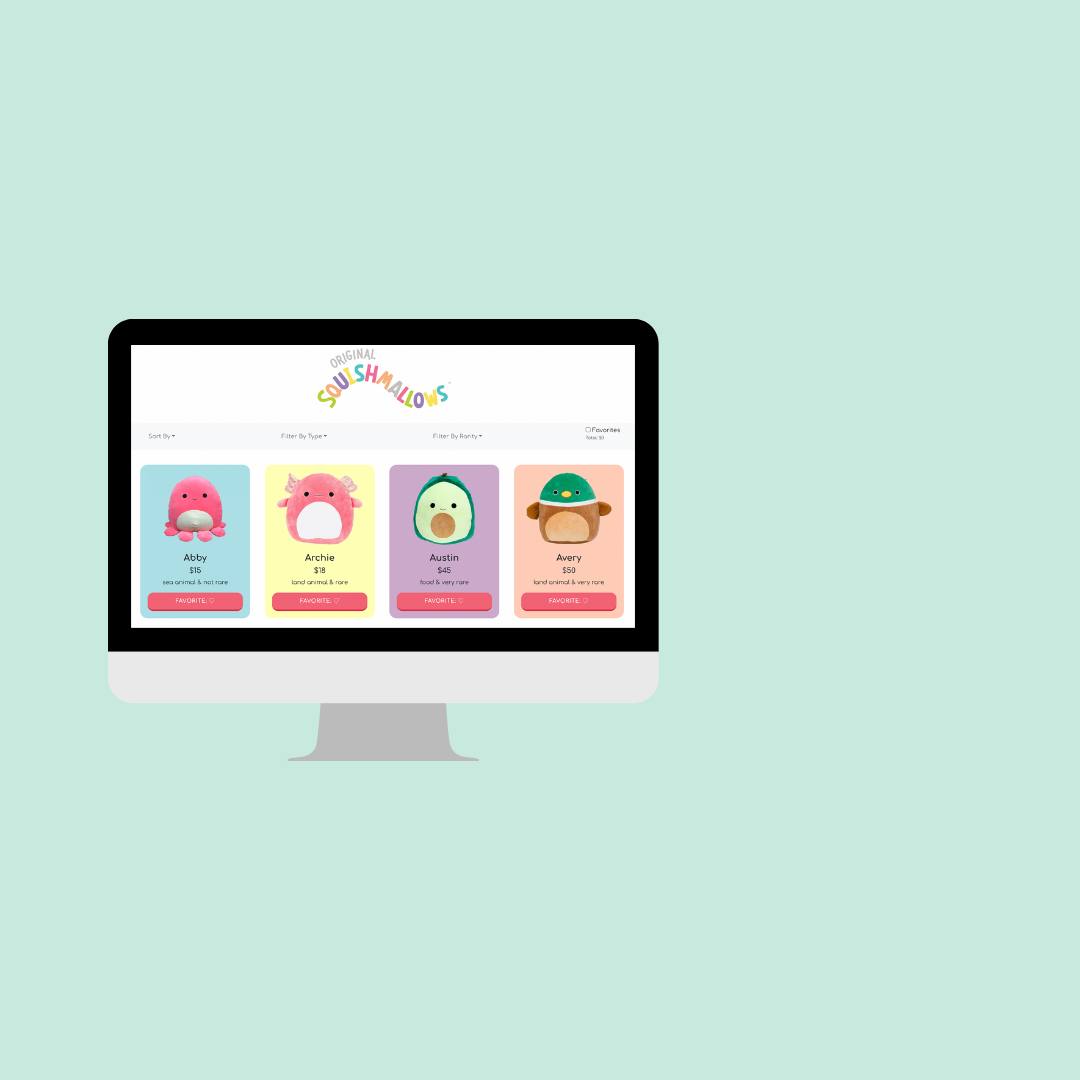 ORIGINAL
SQUISHMALLOWS
Sort By
Filter By Type
Filter By Rarity
Favorites
Total: $0
Abby
$15
sea animal & not rare
FAVORITE: ♡
Archie
$18
land animal & rare
FAVORITE: ♡
Austin
$45
food & very rare
FAVORITE: ♡
Avery
$50
land animal & very rare
FAVORITE: ♡